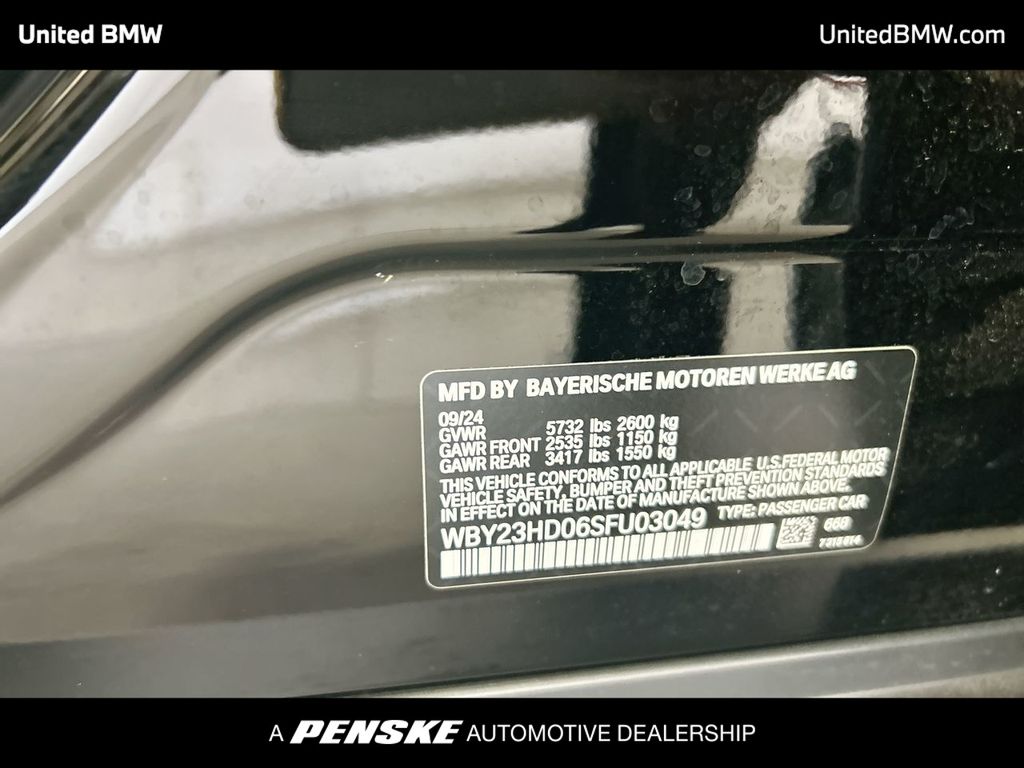 United BMW
UnitedBMW.com
MFD BY BAYERISCHE MOTOREN WERKE AG
09/24
GVWR 5732 lbs 2600 kg
GAWR FRONT 2535 lbs 1150 kg
GAWR REAR 3417 lbs 1550 kg
THIS VEHICLE CONFORMS TO ALL APPLICABLE U.S.FEDERAL MOTOR
VEHICLE SAFETY, BUMPER AND THEFT PREVENTION STANDARDS
IN EFFECT ON THE DATE OF MANUFACTURE SHOWN ABOVE.
WBY23HD06SFU03049 TYPE: PASSENGER CAR
668
A PENSKE AUTOMOTIVE DEALERSHIP